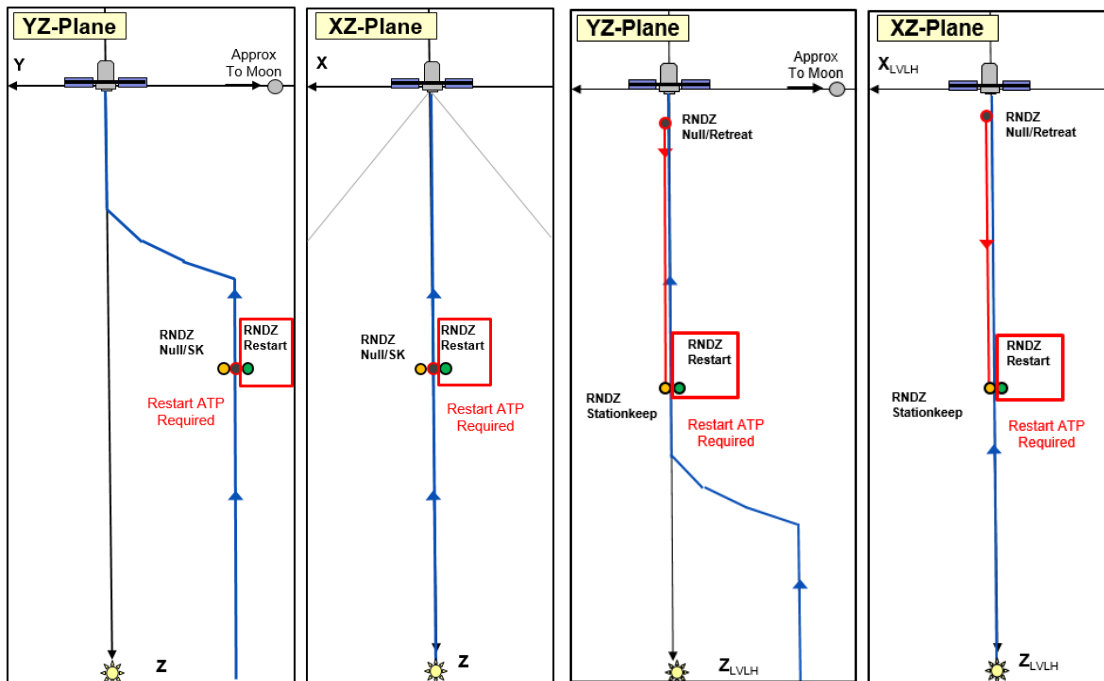 YZ-Plane
Y
Approx
To Moon
RNDZ
Null/SK
RNDZ
Restart
Restart ATP
Required
Z
XZ-Plane
X
RNDZ
Null/SK
RNDZ
Restart
Restart ATP
Required
Z
YZ-Plane
Approx
To Moon
RNDZ
Null/Retreat
RNDZ
Restart
RNDZ
Stationkeep
Restart ATP
Required
ZLVLH
XZ-Plane
XLVLH
RNDZ
Null/Retreat
RNDZ
Restart
RNDZ
Stationkeep
Restart ATP
Required
ZLVLH